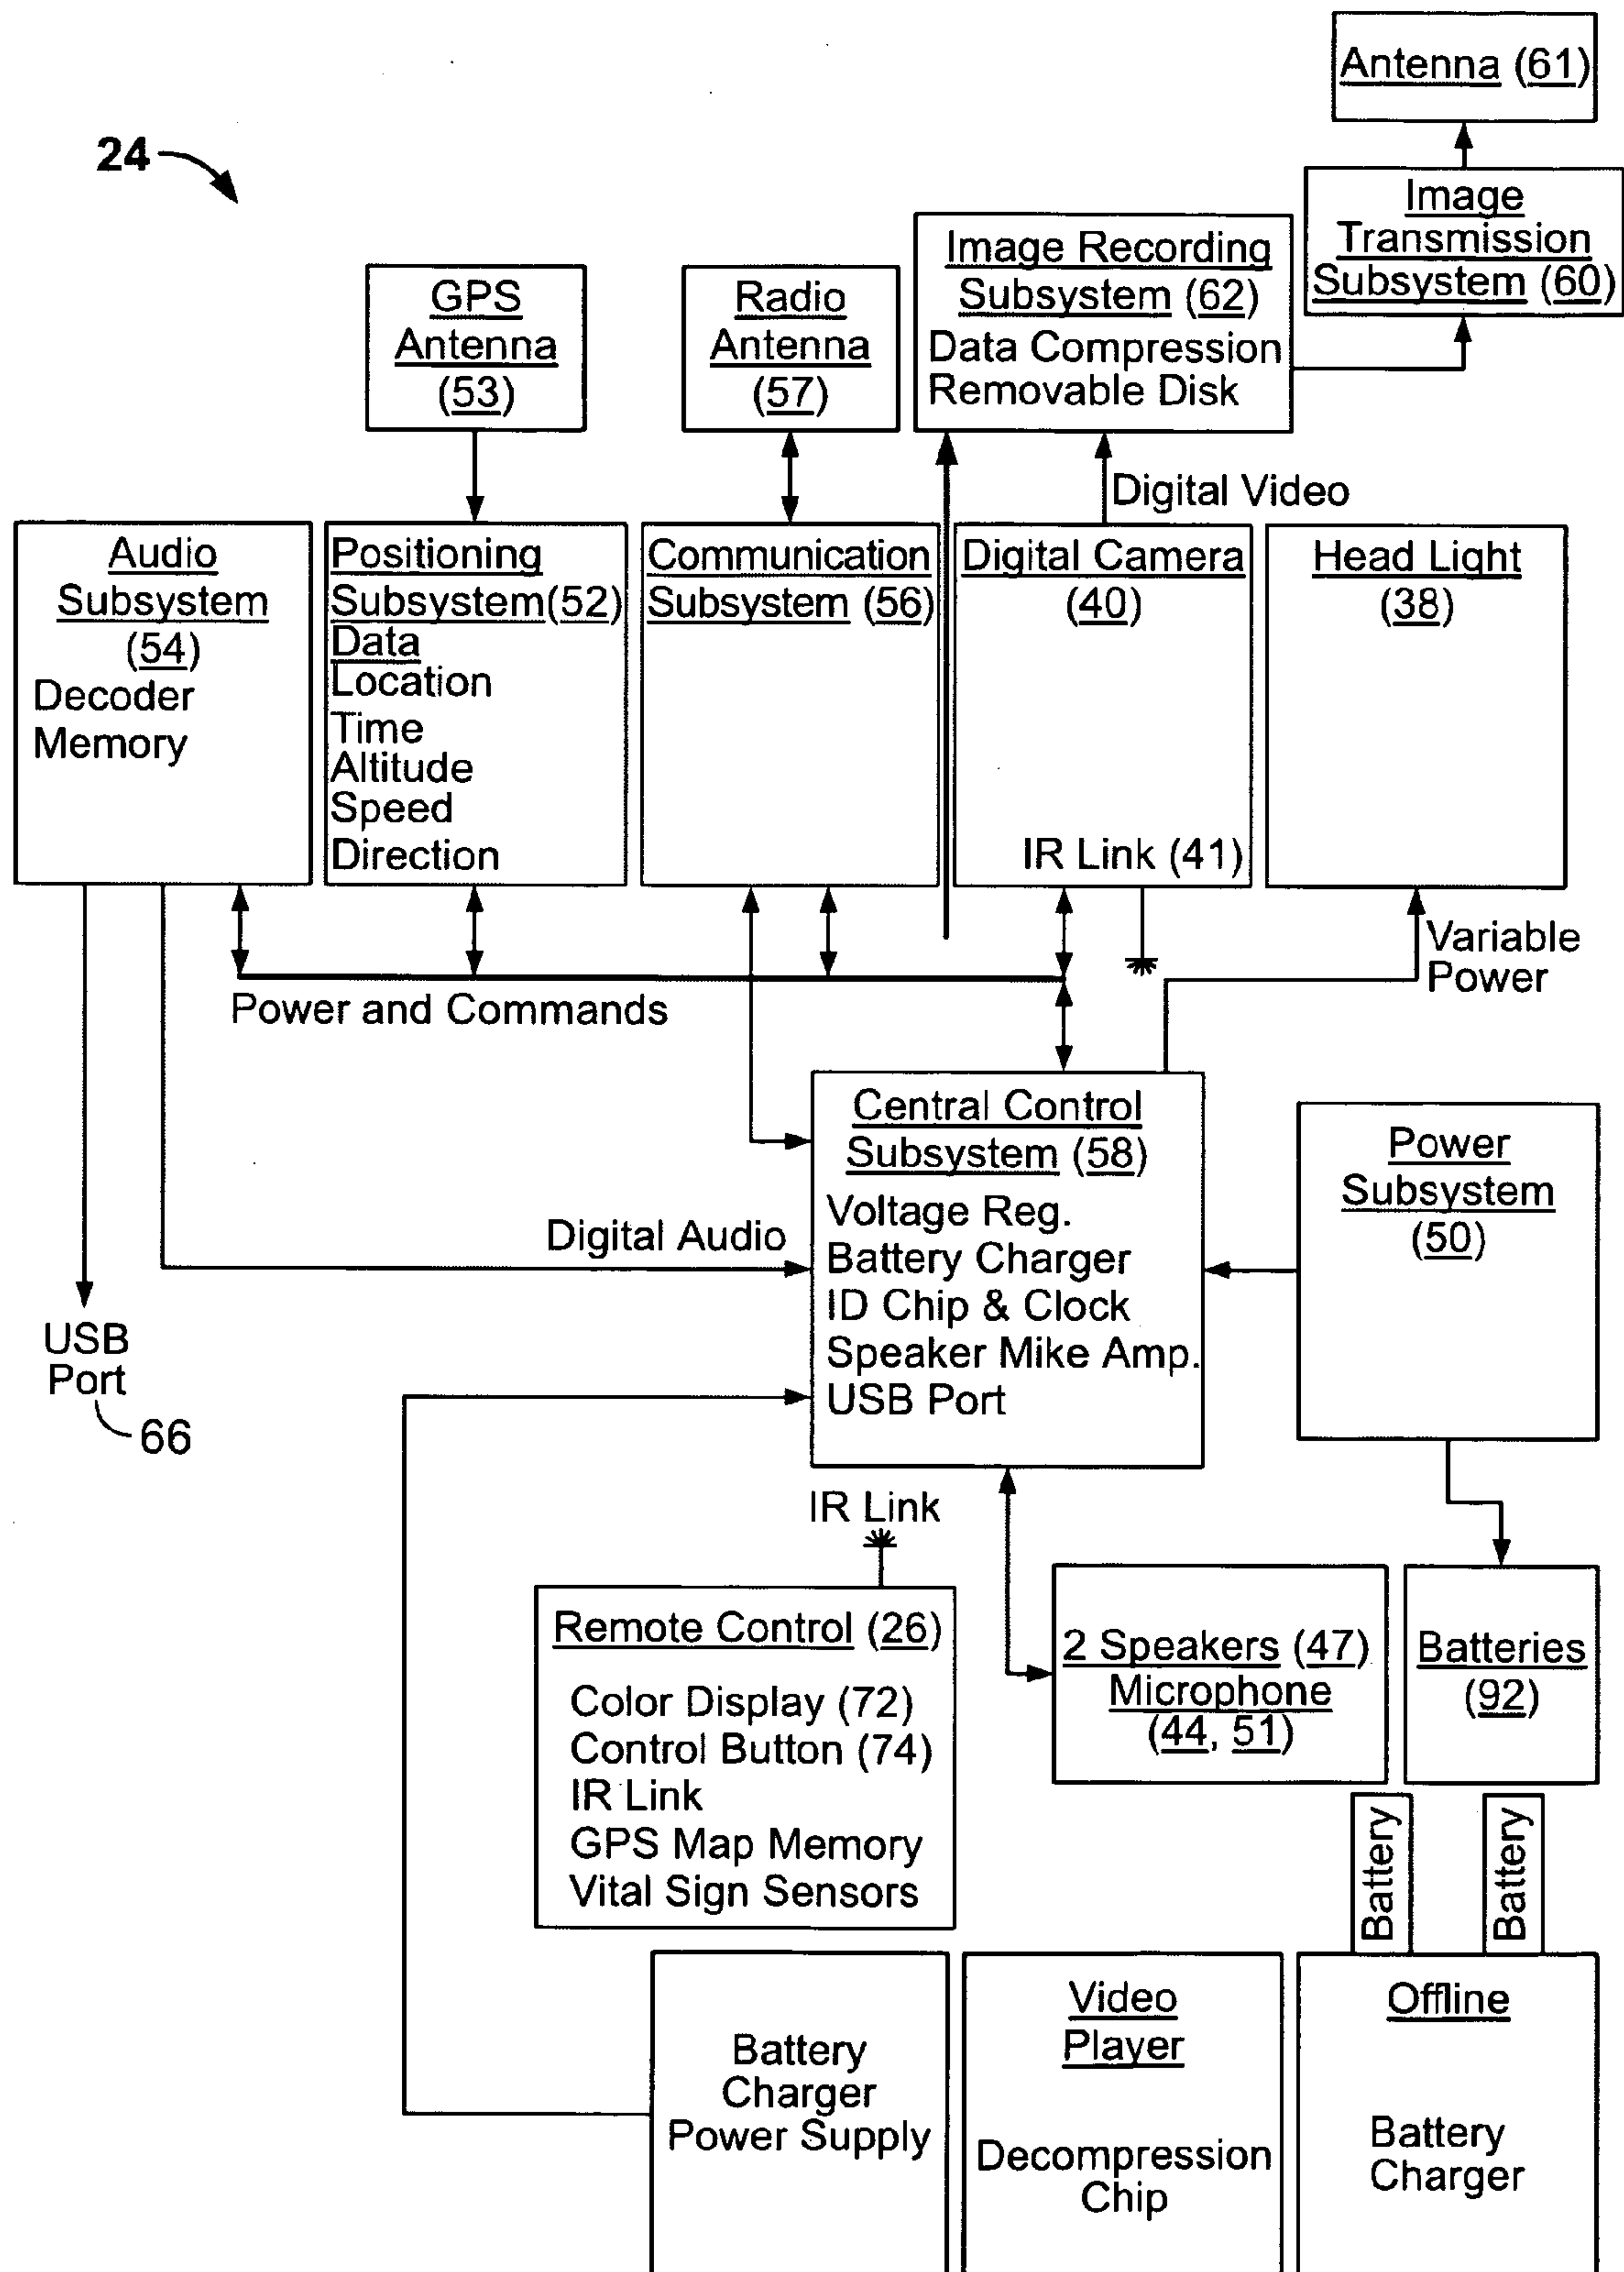 Antenna (61)
24
Image
Transmission
Subsystem (60)
Image Recording
Subsystem (62)
Data Compression
Removable Disk
GPS
Antenna
(53)
Radio
Antenna
(57)
Digital Video
Audio
Subsystem
(54)
Decoder
Memory
Positioning
Subsystem(52)
Data
Location
Time
Altitude
Speed
Direction
Communication
Subsystem (56)
Digital Camera
(40)
IR Link (41)
Head Light
(38)
Variable
Power
Power and Commands
Central Control
Subsystem (58)
Voltage Reg.
Battery Charger
ID Chip & Clock
Speaker Mike Amp.
USB Port
Power
Subsystem
(50)
Digital Audio
USB
Port
66
IR Link
Remote Control (26)
Color Display (72)
Control Button (74)
IR Link
GPS Map Memory
Vital Sign Sensors
2 Speakers (47)
Microphone
(44, 51)
Batteries
(92)
Battery
Battery
Battery
Charger
Power Supply
Video
Player
Decompression
Chip
Offline
Battery
Charger